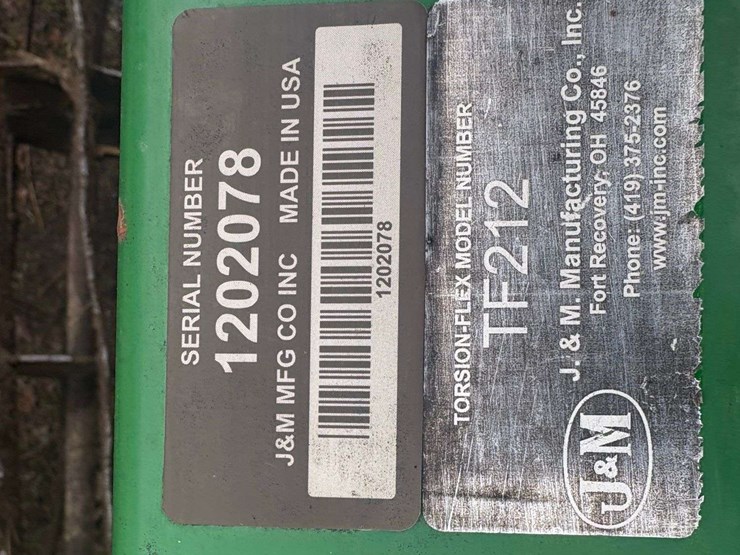 SERIAL NUMBER
1202078
J&M MFG CO INC MADE IN USA
1202078
TORSION-FLEX MODEL NUMBER
TF212
J. & M. Manufacturing Co., Inc.
Fort Recovery, OH 45846
Phone: (419) 375-2376
www.jm-inc.com
J&M